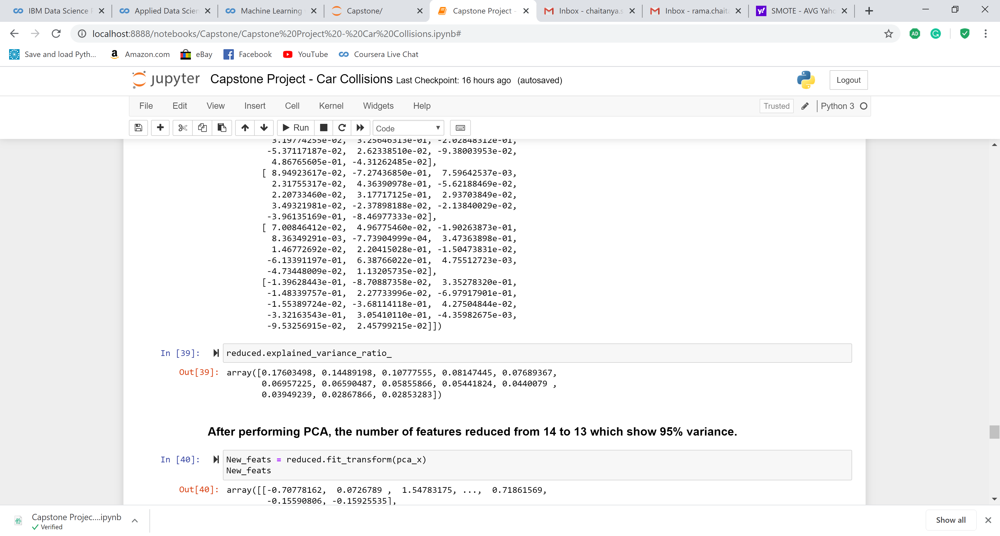 IBM Data Science P
Applied Data Scien
Machine Learning
Capstone/
Capstone Project -
Inbox - chaitanya.s
Inbox - rama.chaita
SMOTE - AVG Yaho
localhost:8888/notebooks/Capstone/Capstone%20Project%20-%20Car%20Collisions.ipynb#
Save and load Pyth...
Amazon.com
eBay
Facebook
YouTube
Coursera Live Chat
jupyter Capstone Project - Car Collisions Last Checkpoint: 16 hours ago (autosaved)
Logout
File Edit View Insert Cell Kernel Widgets Help
Trusted
Python 3
Run
Code
3.19774255e-02, 3.25646313e-01, -2.02848312e-01,
-5.37117187e-02, 2.62338510e-02, -9.38003953e-02,
4.86765605e-01, -4.31262485e-02],
[ 8.94923617e-02, -7.27436850e-01, 7.59642537e-03,
2.31755317e-02, 4.36390978e-01, -5.62188469e-02,
2.20733460e-02, 3.17717125e-01, 2.93703849e-02,
3.49321981e-02, -2.37898188e-02, -2.13840029e-02,
-3.96135169e-01, -8.46977333e-02],
[ 7.00846412e-02, 4.96775460e-02, -1.90263873e-01,
8.36349291e-03, -7.73904999e-04, 3.47363898e-01,
1.46772692e-02, 2.20415028e-01, -1.50473831e-02,
-6.13391197e-01, 6.38766022e-01, 4.75512723e-03,
-4.73448009e-02, 1.13205735e-02],
[-1.39628443e-01, -8.70887358e-02, 3.35278320e-01,
-1.48339757e-01, 2.27733996e-02, -6.97917901e-01,
-1.55389724e-02, -3.68114118e-01, 4.27504844e-02,
-3.32163543e-01, 3.05410110e-01, -4.35982675e-03,
-9.53256915e-02, 2.45799215e-02]])
In [39]: reduced.explained_variance_ratio_
Out[39]: array([0.17603498, 0.14489198, 0.10777555, 0.08147445, 0.07689367,
0.06957225, 0.06590487, 0.05855866, 0.05441824, 0.0440079 ,
0.03949239, 0.02867866, 0.02853283])
After performing PCA, the number of features reduced from 14 to 13 which show 95% variance.
In [40]: New_feats = reduced.fit_transform(pca_x)
New_feats
Out[40]: array([[-0.70778162, 0.0726789 , 1.54783175, ..., 0.71861569,
-0.15590806, -0.15925535],
Capstone Projec....ipynb
Verified
Show all